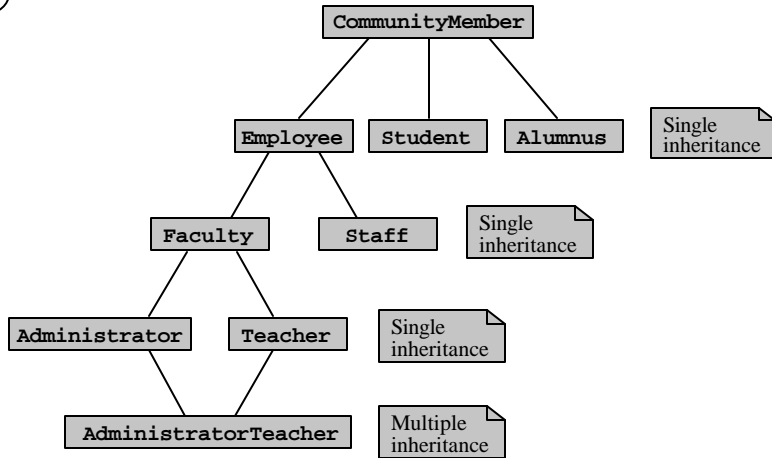 CommunityMember
Employee
Student
Alumnus
Single
inheritance
Faculty
Staff
Single
inheritance
Administrator
Teacher
Single
inheritance
AdministratorTeacher
Multiple
inheritance